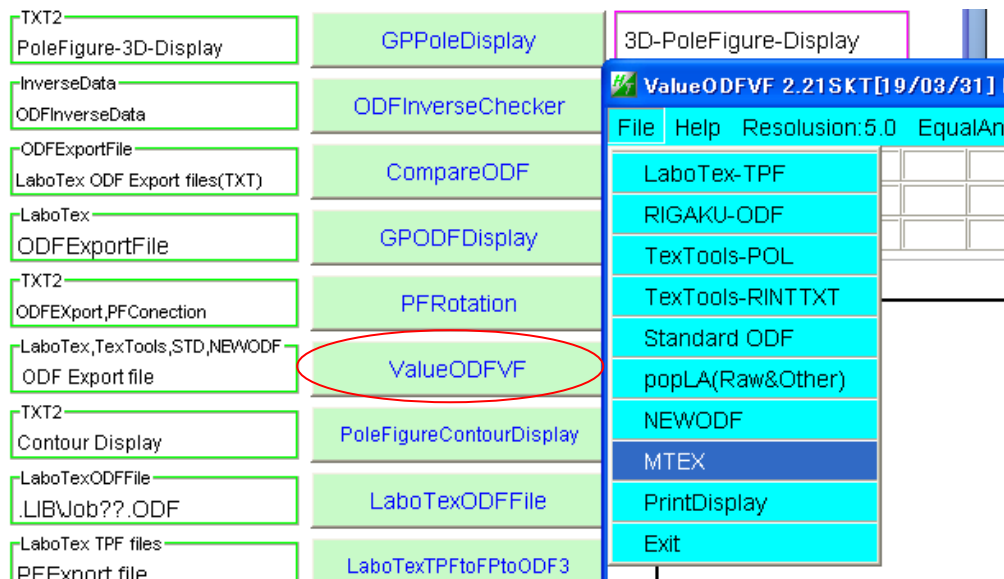 TXT2
PoleFigure-3D-Display
GPPoleDisplay
3D-PoleFigure-Display
InverseData
ODFInverseData
ODFInverseChecker
ODFExportFile
LaboTex ODF Export files(TXT)
CompareODF
LaboTex
ODFExportFile
GPODFDisplay
TXT2
ODFEXport,PFConection
PFRotation
LaboTex,TexTools,STD,NEWODF
ODF Export file
ValueODFVF
TXT2
Contour Display
PoleFigureContourDisplay
LaboTexODFFile
.LIB\Job??.ODF
LaboTexODFFile
LaboTex TPF files
PFExport file
LaboTexTPFtoFPtoODF3
ValueODFVF 2.21SKT[19/03/31]
File Help Resolusion:5.0 EqualAn
LaboTex-TPF
RIGAKU-ODF
TexTools-POL
TexTools-RINTTXT
Standard ODF
popLA(Raw&Other)
NEWODF
MTEX
PrintDisplay
Exit